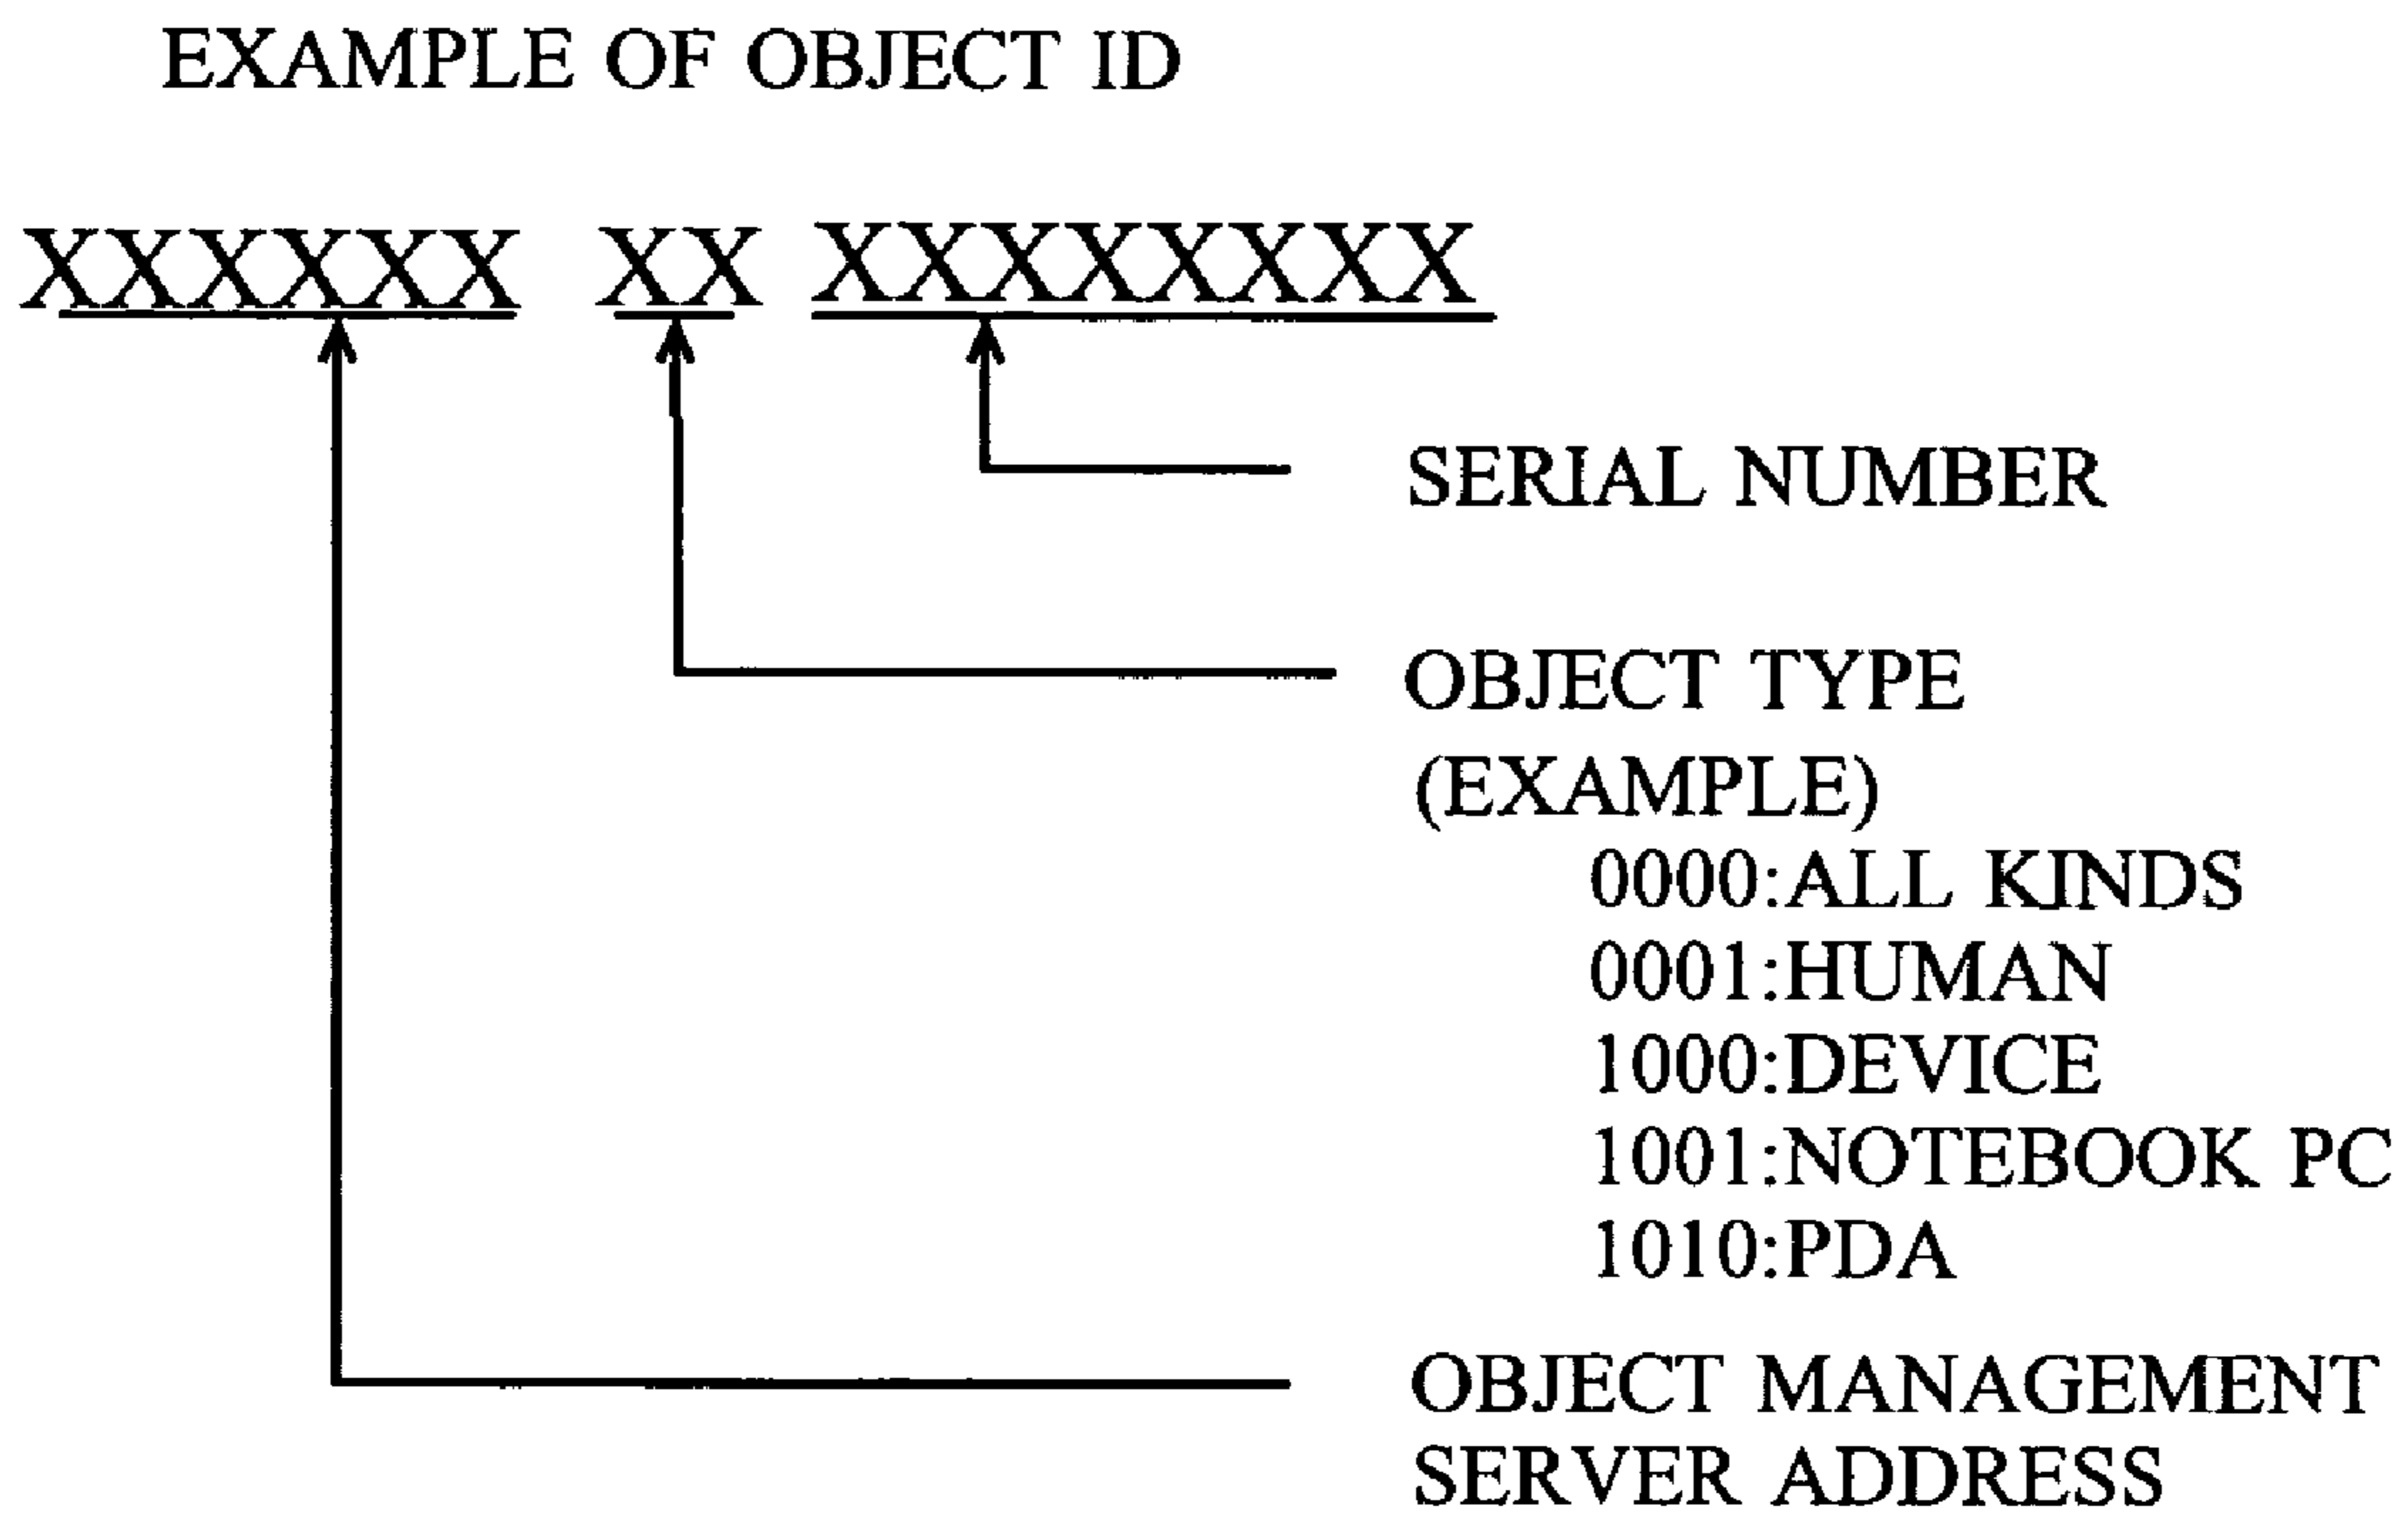 EXAMPLE OF OBJECT ID
XXXXXX XX XXXXXXXX
SERIAL NUMBER
OBJECT TYPE
(EXAMPLE)
0000:ALL KINDS
0001:HUMAN
1000:DEVICE
1001:NOTEBOOK PC
1010:PDA
OBJECT MANAGEMENT
SERVER ADDRESS